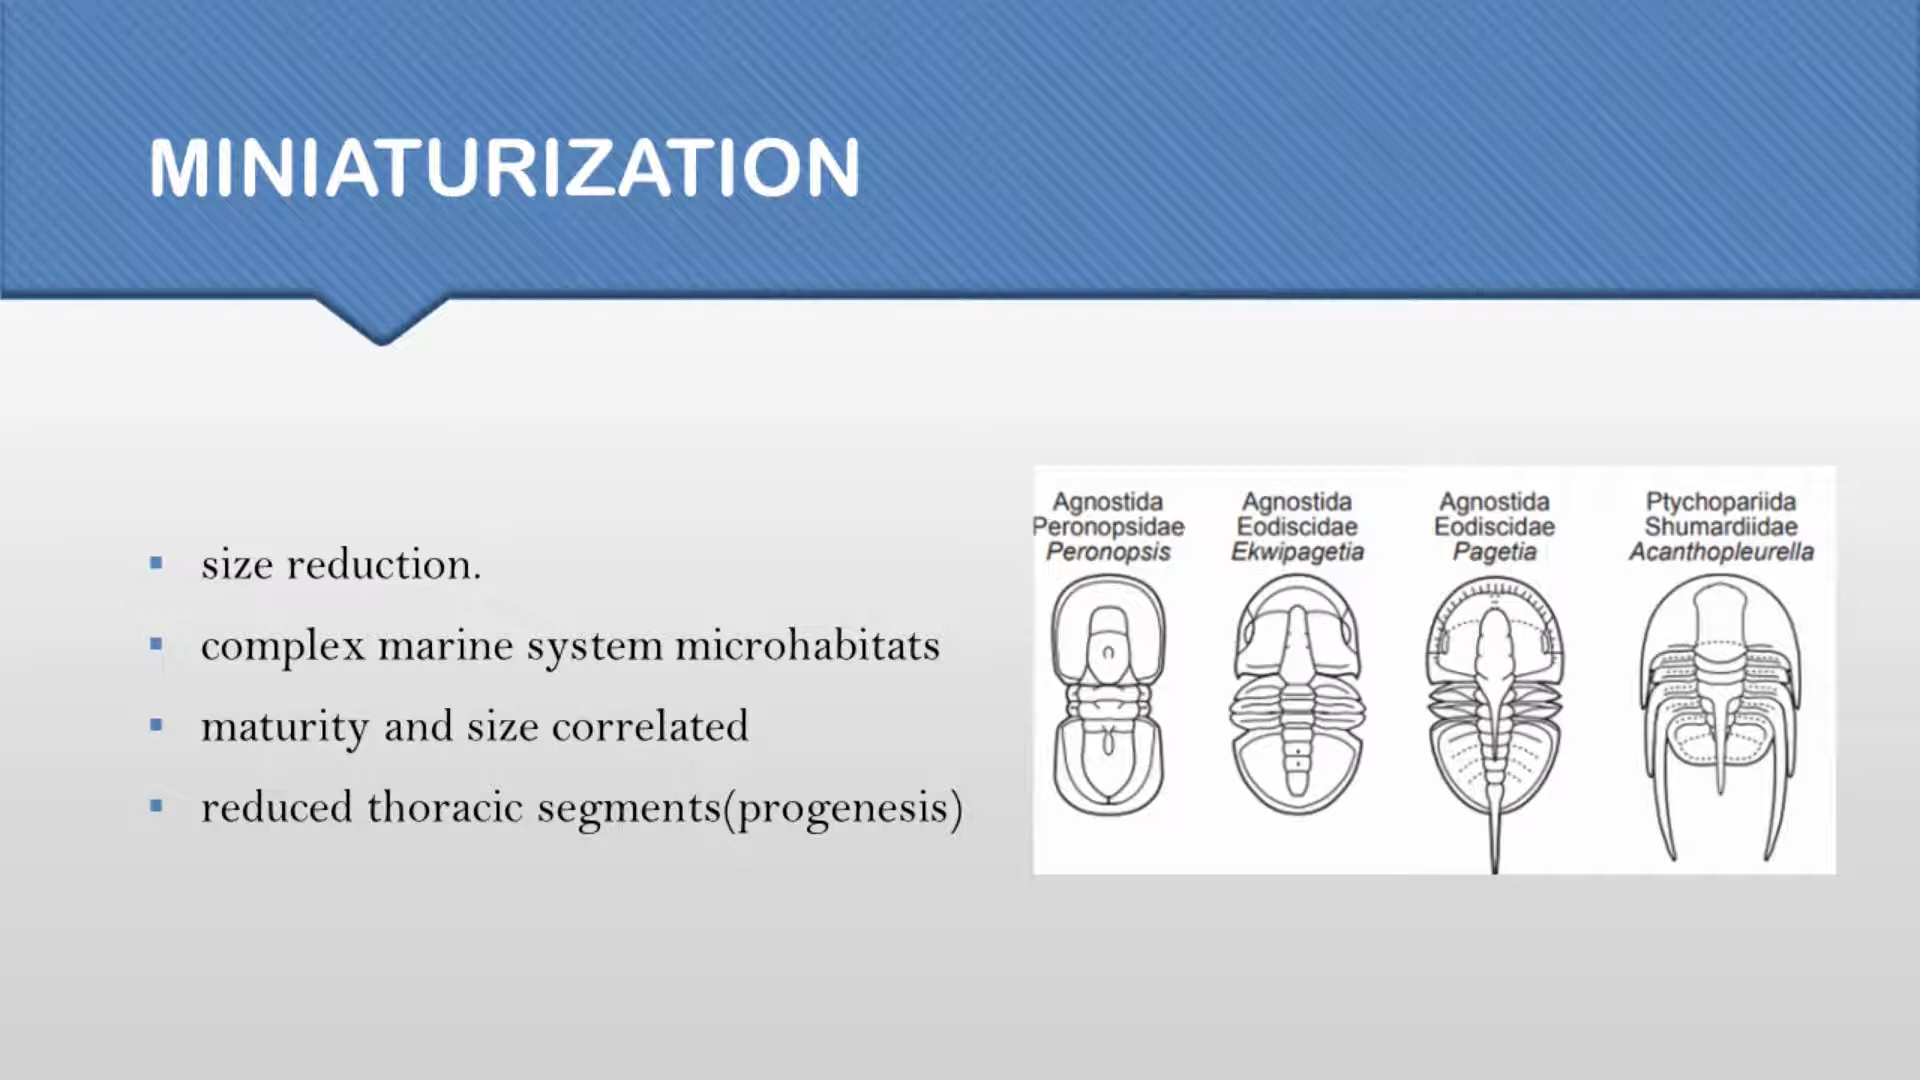 MINIATURIZATION
size reduction.
complex marine system microhabitats
maturity and size correlated
reduced thoracic segments(progenesis)
Agnostida
Peronopsidae
Peronopsis
Agnostida
Eodiscidae
Ekwipagetia
Agnostida
Eodiscidae
Pagetia
Ptychopariida
Shumardiidae
Acanthopleurella